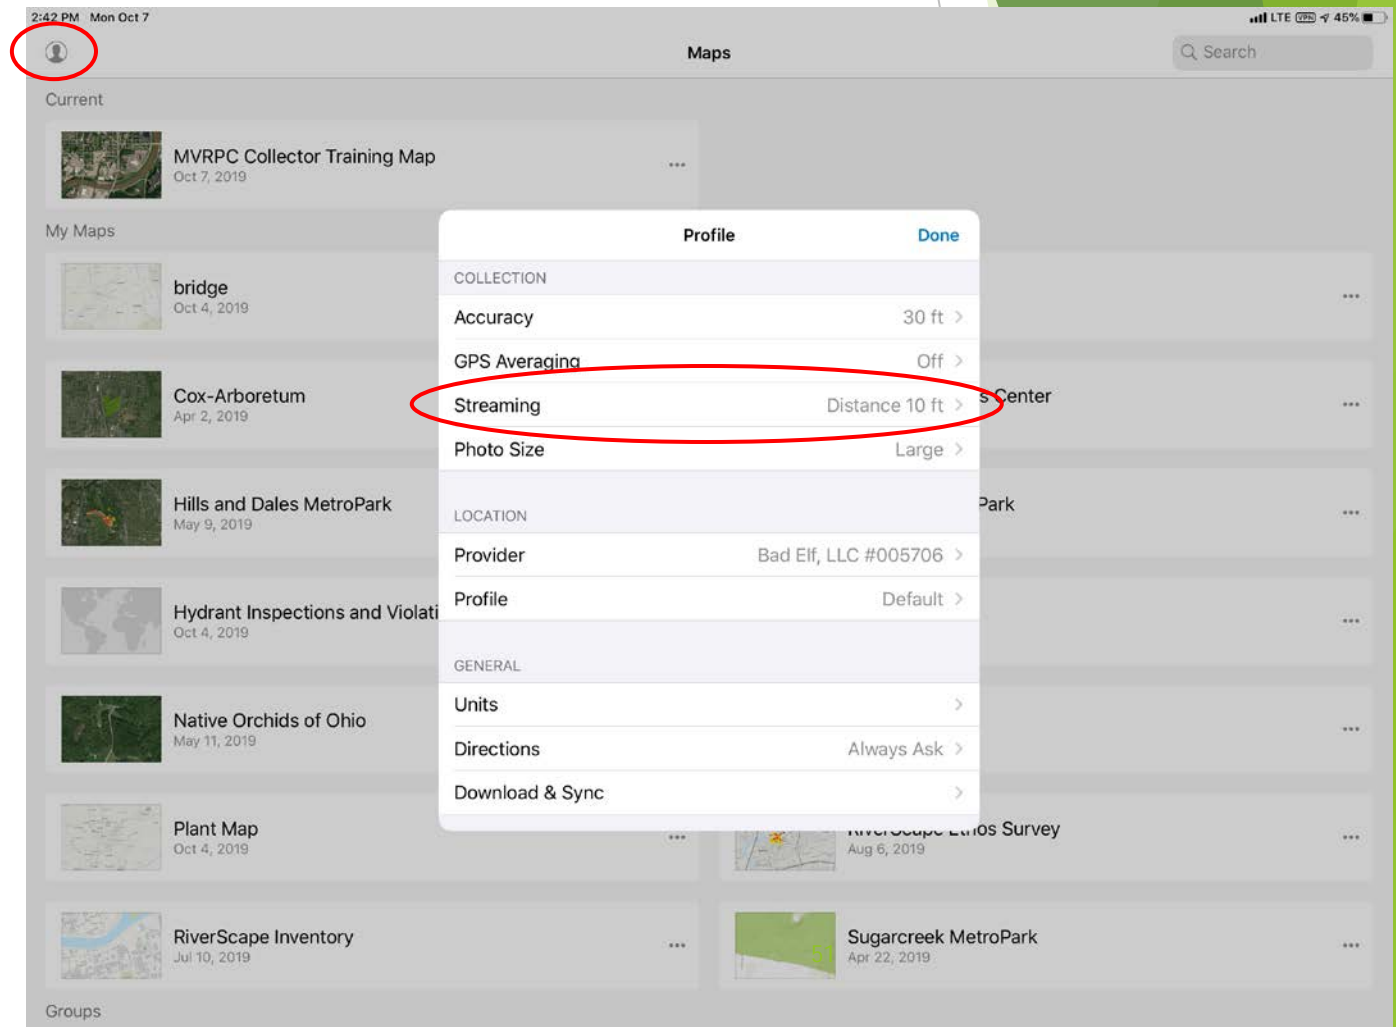 2:42 PM Mon Oct 7
LTE VPN 45%
Maps
Search
Current
MVRPC Collector Training Map
Oct 7, 2019
My Maps
bridge
Oct 4, 2019
Cox-Arboretum
Apr 2, 2019
s Center
Hills and Dales MetroPark
May 9, 2019
Park
Hydrant Inspections and Violati
Oct 4, 2019
Native Orchids of Ohio
May 11, 2019
Plant Map
Oct 4, 2019
RiverScape Ethos Survey
Aug 6, 2019
RiverScape Inventory
Jul 10, 2019
Sugarcreek MetroPark
Apr 22, 2019
Groups
Profile
Done
COLLECTION
Accuracy 30 ft
GPS Averaging Off
Streaming Distance 10 ft
Photo Size Large
LOCATION
Provider Bad Elf, LLC #005706
Profile Default
GENERAL
Units
Directions Always Ask
Download & Sync